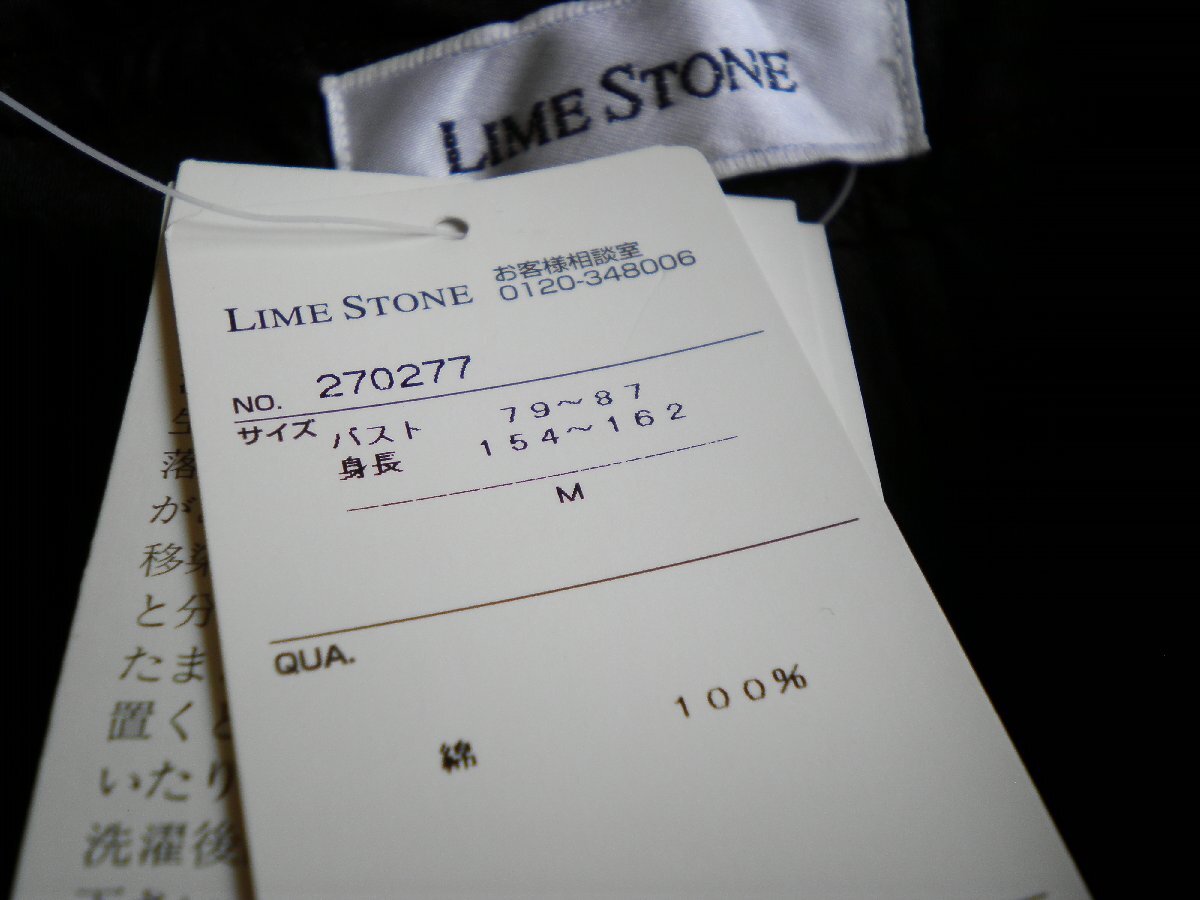 LIME STONE
LIME STONE
お客様相談室
0120-348006
NO. 270277
サイズ バスト 79〜87
身長 154〜162
M
QUA.
綿 100%
落
が
移染
と分
たま
置くと
いたり
洗濯後